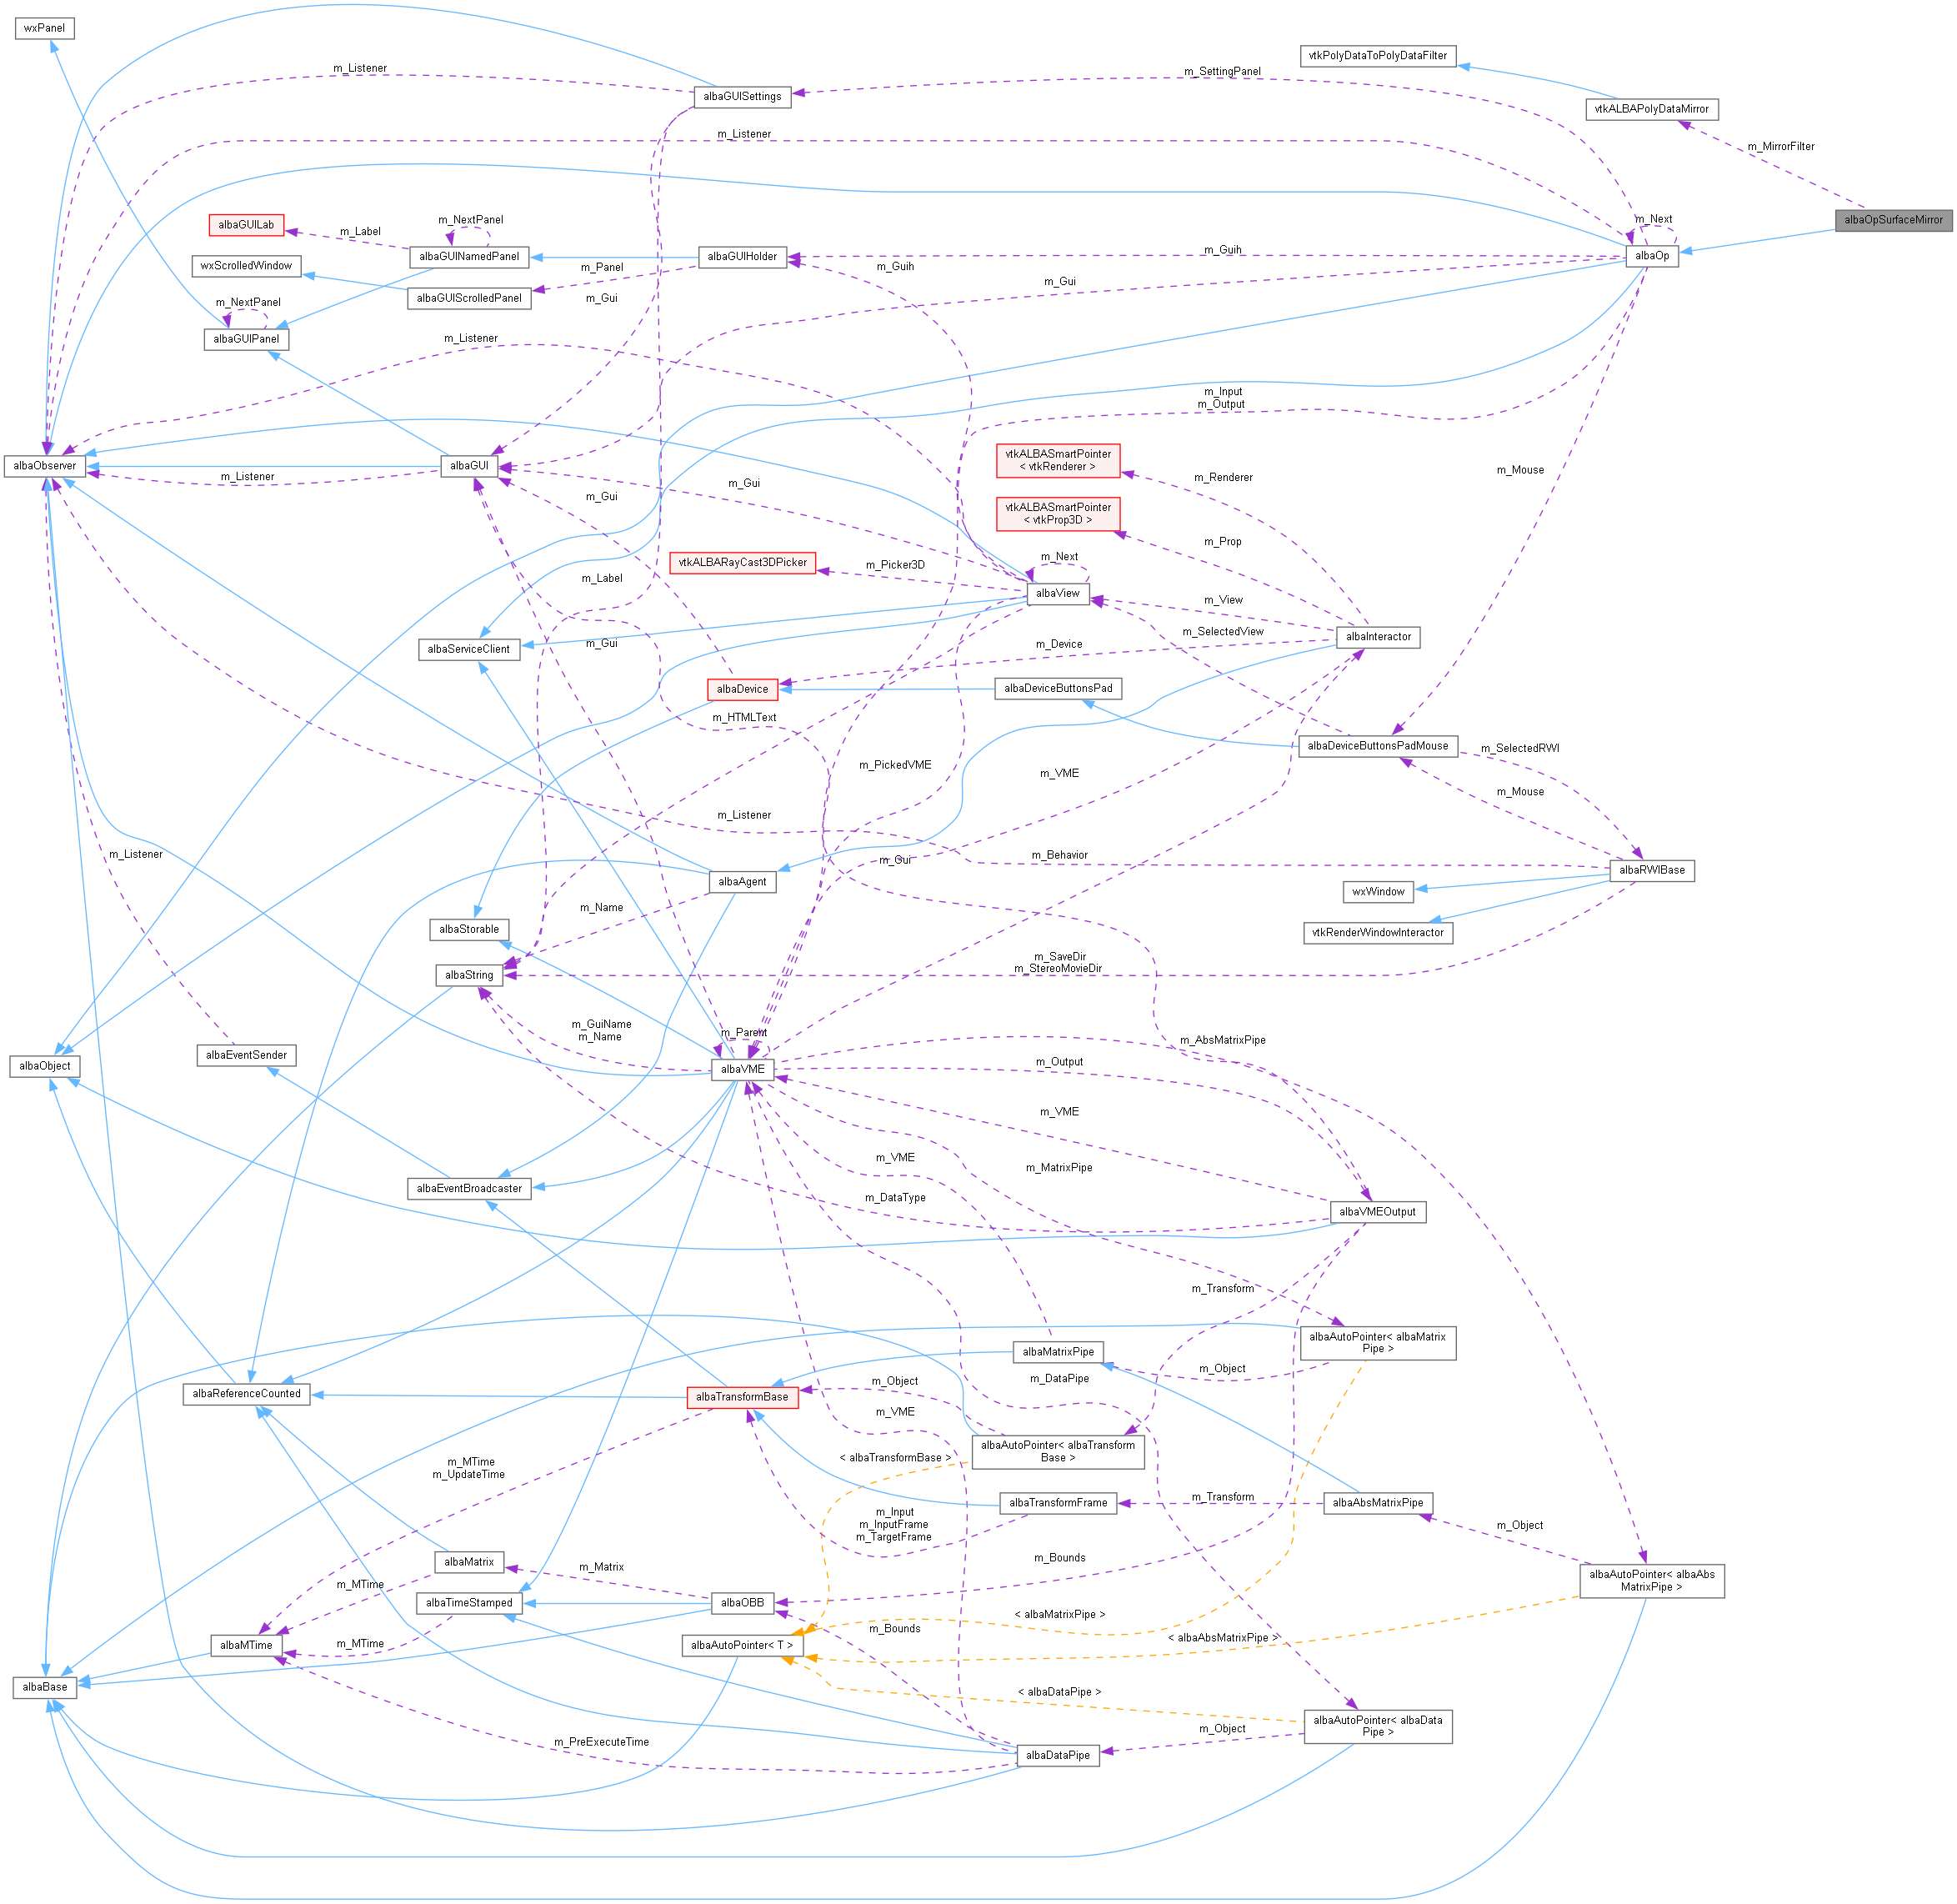 wxPanel
vtkPolyDataToPolyDataFilter
m_Listener
m_SettingPanel
albaGUISettings
vtkALBAPolyDataMirror
m_Listener
m_MirrorFilter
albaGUILab
m_NextPanel
m_Label
m_Next
albaOpSurfaceMirror
albaGUINamedPanel
albaGUIHolder
m_Guih
albaOp
wxScrolledWindow
m_Panel
m_Guih
m_Gui
albaGUIScrolledPanel
m_NextPanel
m_Gui
albaGUIPanel
m_Listener
m_Input
m_Output
vtkALBASmartPointer
< vtkRenderer >
albaObserver
albaGUI
m_Listener
m_Gui
m_Gui
m_Renderer
m_Mouse
vtkALBASmartPointer
< vtkProp3D >
m_Prop
vtkALBARayCast3DPicker
m_Picker3D
m_Next
m_Label
albaView
m_View
m_SelectedView
albaInteractor
albaServiceClient
m_Gui
m_Device
albaDevice
albaDeviceButtonsPad
m_HTMLText
albaDeviceButtonsPadMouse
m_SelectedRWI
m_PickedVME
m_VME
m_Mouse
m_Listener
m_Listener
m_Gui
m_Behavior
albaRWIBase
albaAgent
wxWindow
m_Name
albaStorable
vtkRenderWindowInteractor
albaString
m_SaveDir
m_StereoMovieDir
m_GuiName
m_Name
m_Parent
m_AbsMatrixPipe
albaEventSender
albaObject
albaVME
m_Output
m_VME
m_VME
m_MatrixPipe
albaEventBroadcaster
m_DataType
albaVMEOutput
m_Transform
albaAutoPointer< albaMatrix
Pipe >
albaMatrixPipe
m_Object
m_DataPipe
albaReferenceCounted
albaTransformBase
m_Object
m_VME
albaAutoPointer< albaTransform
Base >
m_MTime
m_UpdateTime
< albaTransformBase >
albaTransformFrame
m_Transform
albaAbsMatrixPipe
m_Input
m_InputFrame
m_TargetFrame
m_Object
albaMatrix
m_Matrix
m_Bounds
m_MTime
albaAutoPointer< albaAbs
MatrixPipe >
albaTimeStamped
albaOBB
< albaMatrixPipe >
m_Bounds
albaMTime
m_MTime
albaAutoPointer< T >
< albaAbsMatrixPipe >
albaBase
< albaDataPipe >
albaAutoPointer< albaData
Pipe >
m_Object
m_PreExecuteTime
albaDataPipe